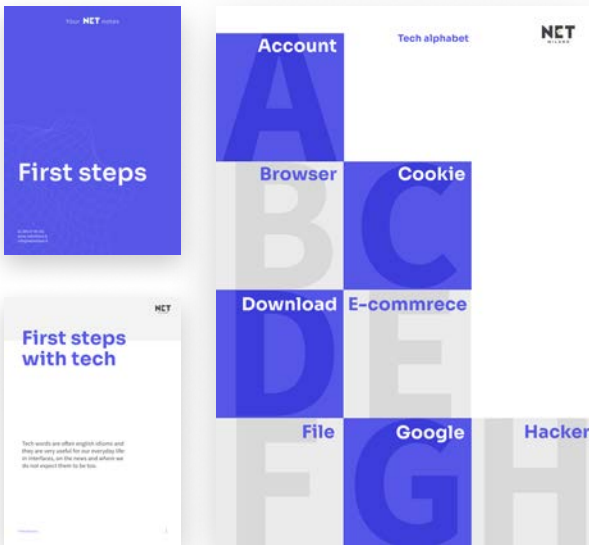 Your NET notes
First steps
NET
First steps
with tech
Tech words are often english idioms and
they are very useful for our everyday life
in interfaces, on the news and where we
do not expect them to be too.
Tech alphabet
NET
MILANO
A
Account
B
Browser
C
Cookie
D
Download
E
E-commrece
F
File
G
Google
H
Hacker